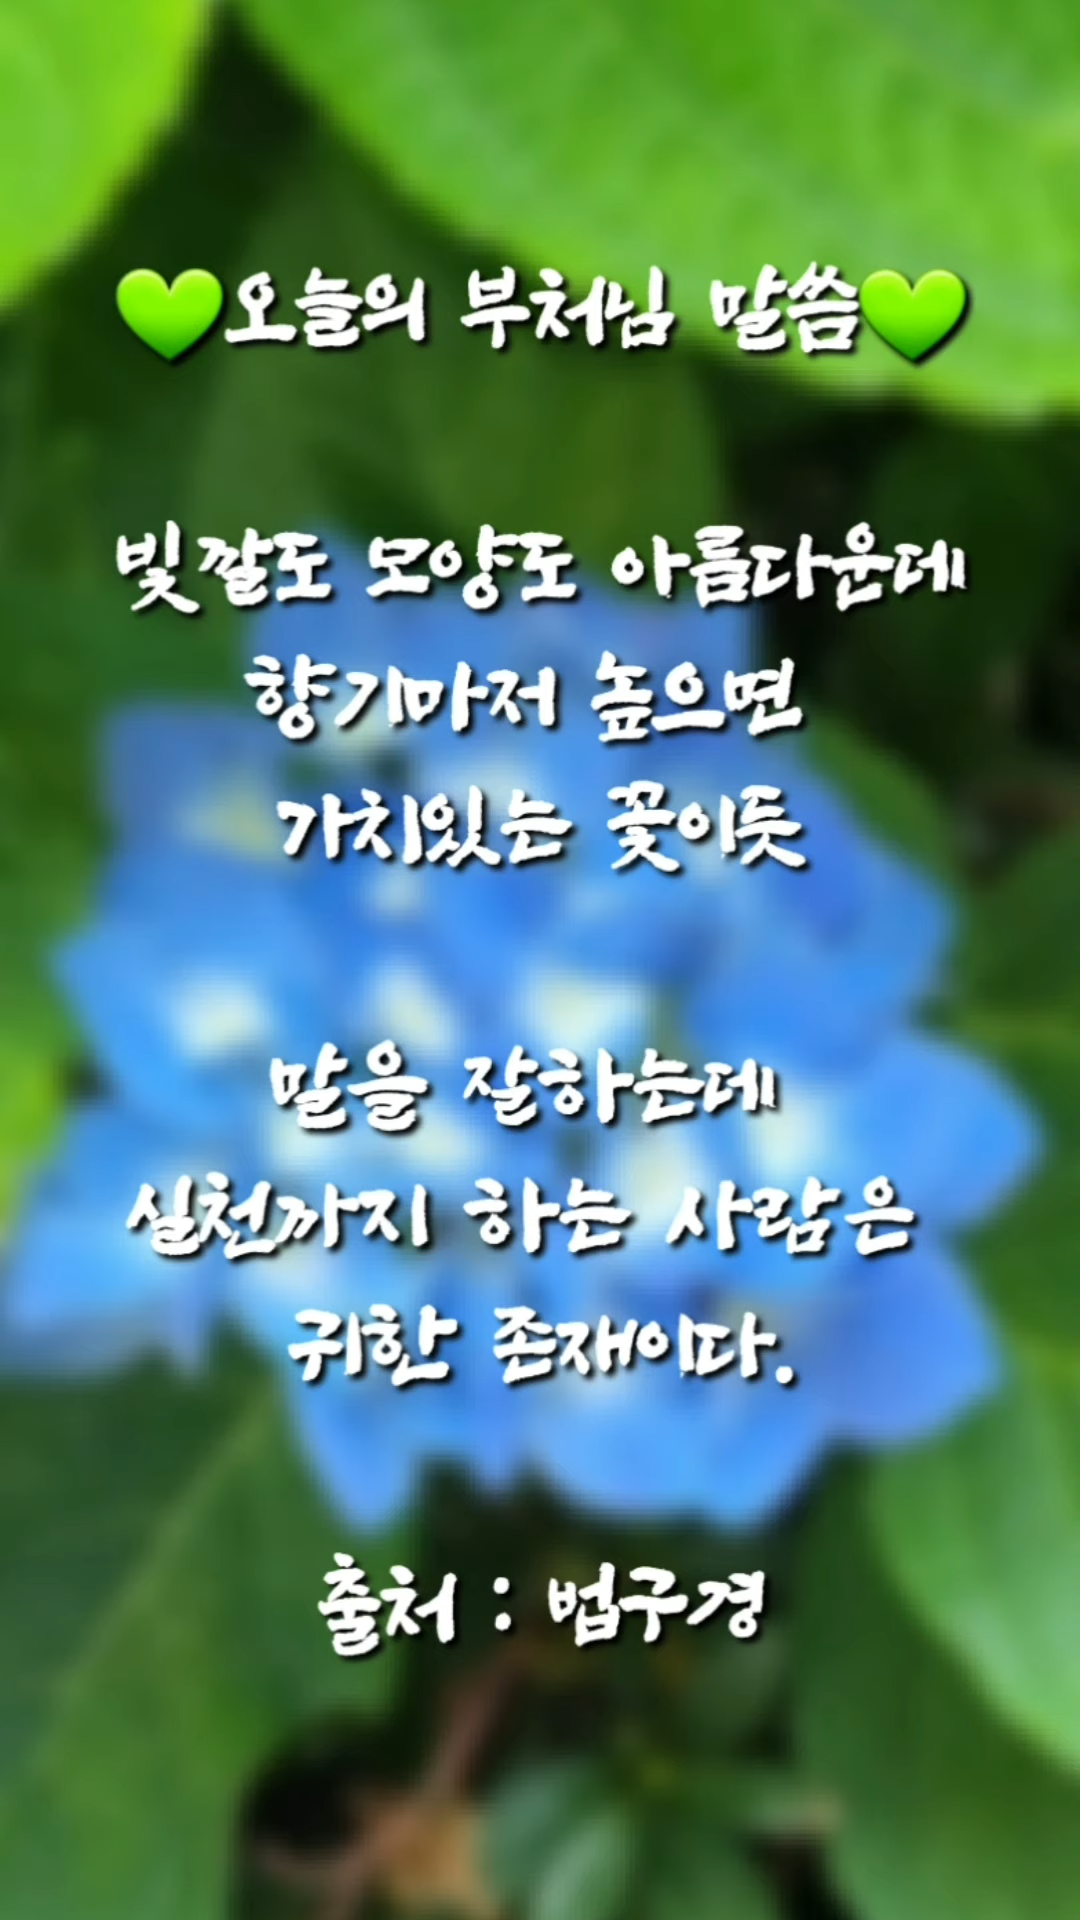 💚오늘의 부처님 말씀💚
빛깔도 모양도 아름다운데
향기마저 높으면
가치있는 꽃이듯
말을 잘하는데
실천까지 하는 사람은
귀한 존재이다.
출처 : 법구경